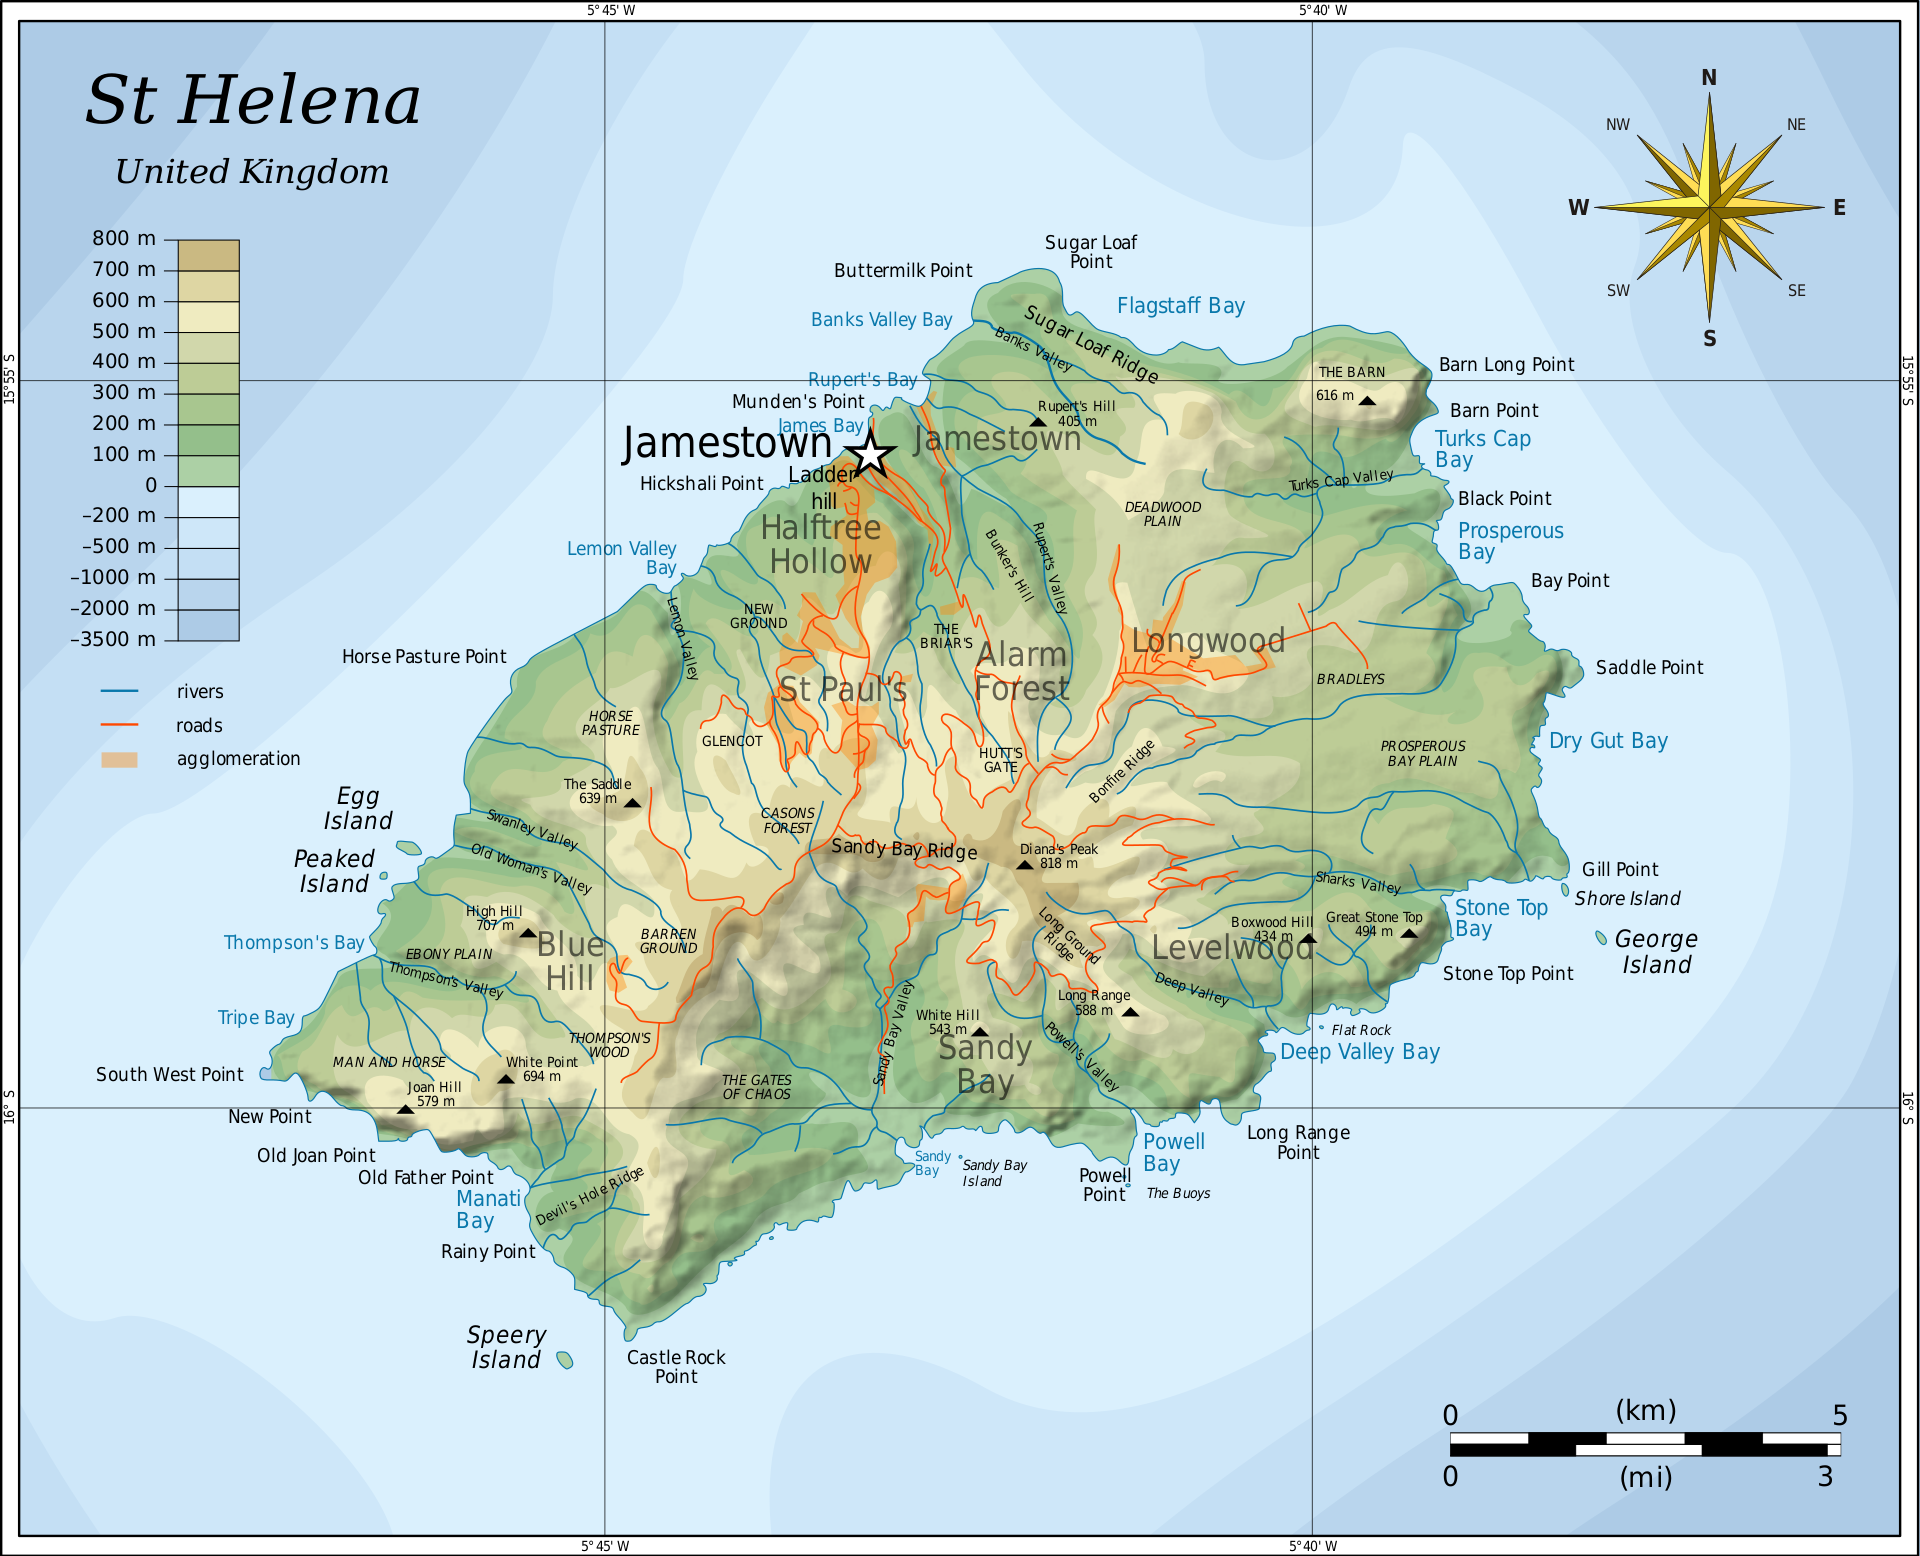 5°45' W
5°40' W
St Helena
United Kingdom
N
NW
NE
W
E
SW
SE
S
800 m
700 m
600 m
500 m
400 m
300 m
200 m
100 m
0
–200 m
–500 m
–1000 m
–2000 m
–3500 m
rivers
roads
agglomeration
15°55' S
15°55' S
16° S
16° S
Sugar Loaf
Point
Buttermilk Point
Flagstaff Bay
Banks Valley Bay
Sugar Loaf Ridge
Banks Valley
Rupert's Bay
Munden's Point
James Bay
Jamestown
Jamestown
Rupert's Hill
405 m
THE BARN
616 m
Barn Long Point
Barn Point
Turks Cap
Bay
Turks Cap Valley
Black Point
Hickshali Point
Ladder
hill
Halftree
Hollow
DEADWOOD
PLAIN
Prosperous
Bay
Bay Point
Lemon Valley
Bay
Lemon Valley
NEW
GROUND
Bunker's Hill
Rupert's Valley
THE
BRIAR'S
Alarm
Forest
Longwood
Horse Pasture Point
Saddle Point
St Paul's
BRADLEYS
HORSE
PASTURE
GLENCOT
HUTT'S
GATE
Bonfire Ridge
PROSPEROUS
BAY PLAIN
Dry Gut Bay
The Saddle
639 m
Egg
Island
Peaked
Island
Swanley Valley
Old Woman's Valley
CASONS
FOREST
Sandy Bay Ridge
Diana's Peak
818 m
Gill Point
Shore Island
Sharks Valley
Stone Top
Bay
George
Island
High Hill
707 m
Blue
Hill
BARREN
GROUND
Long Ground
Ridge
Boxwood Hill
434 m
Great Stone Top
494 m
Levelwood
Thompson's Bay
EBONY PLAIN
Thompson's Valley
Stone Top Point
Deep Valley
Long Range
588 m
Tripe Bay
White Hill
543 m
Sandy Valley Bay
Sandy
Bay
Powell's Valley
Flat Rock
Deep Valley Bay
THOMPSON'S
WOOD
MAN AND HORSE
White Point
694 m
South West Point
Joan Hill
579 m
THE GATES
OF CHAOS
New Point
Old Joan Point
Old Father Point
Manati
Bay
Devil's Hole Ridge
Rainy Point
Sandy
Bay
Sandy Bay
Island
Powell
Bay
Powell
Point
The Buoys
Long Range
Point
Speery
Island
Castle Rock
Point
0
(km)
5
0
(mi)
3
5°45' W
5°40' W